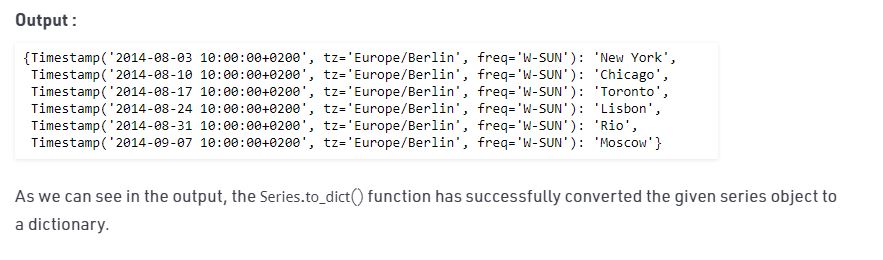 Output :
{Timestamp('2014-08-03 10:00:00+0200', tz='Europe/Berlin', freq='W-SUN'): 'New York',
 Timestamp('2014-08-10 10:00:00+0200', tz='Europe/Berlin', freq='W-SUN'): 'Chicago',
 Timestamp('2014-08-17 10:00:00+0200', tz='Europe/Berlin', freq='W-SUN'): 'Toronto',
 Timestamp('2014-08-24 10:00:00+0200', tz='Europe/Berlin', freq='W-SUN'): 'Lisbon',
 Timestamp('2014-08-31 10:00:00+0200', tz='Europe/Berlin', freq='W-SUN'): 'Rio',
 Timestamp('2014-09-07 10:00:00+0200', tz='Europe/Berlin', freq='W-SUN'): 'Moscow'}
As we can see in the output, the Series.to_dict() function has successfully converted the given series object to
a dictionary.